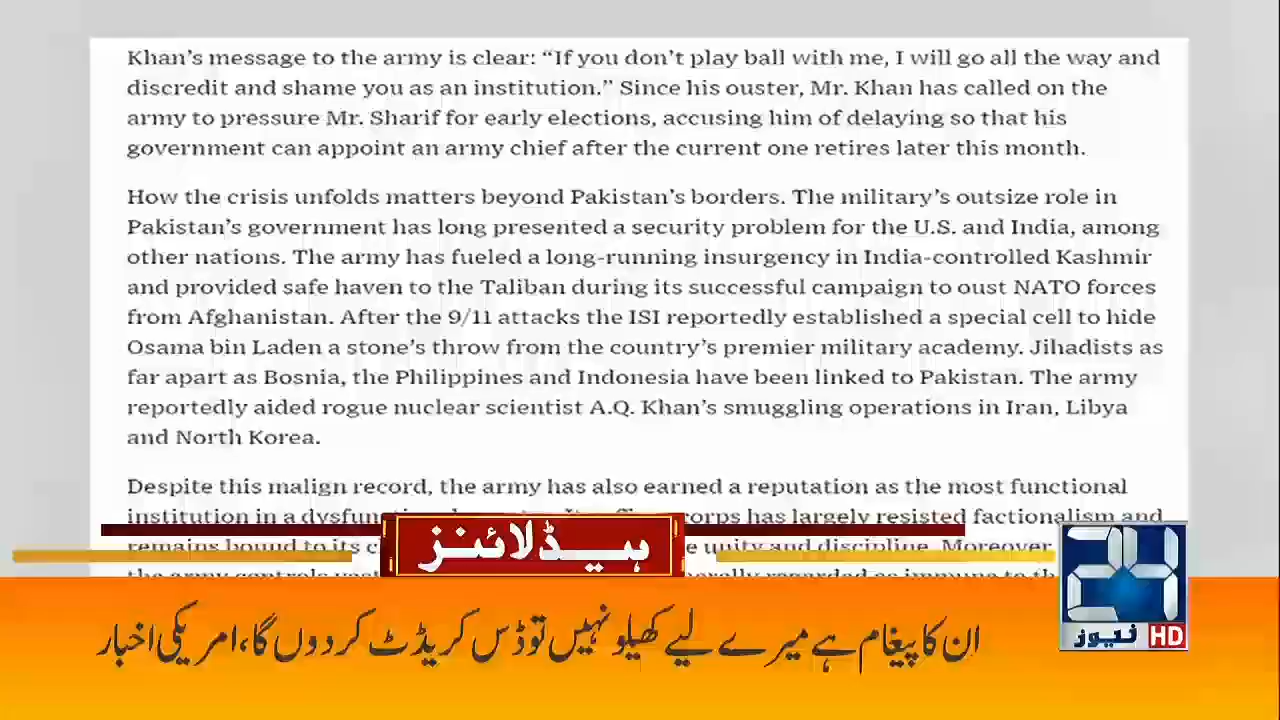 Khan’s message to the army is clear: “If you don’t play ball with me, I will go all the way and
discredit and shame you as an institution.” Since his ouster, Mr. Khan has called on the
army to pressure Mr. Sharif for early elections, accusing him of delaying so that his
government can appoint an army chief after the current one retires later this month.
How the crisis unfolds matters beyond Pakistan’s borders. The military’s outsize role in
Pakistan’s government has long presented a security problem for the U.S. and India, among
other nations. The army has fueled a long-running insurgency in India-controlled Kashmir
and provided safe haven to the Taliban during its successful campaign to oust NATO forces
from Afghanistan. After the 9/11 attacks the ISI reportedly established a special cell to hide
Osama bin Laden a stone’s throw from the country’s premier military academy. Jihadists as
far apart as Bosnia, the Philippines and Indonesia have been linked to Pakistan. The army
reportedly aided rogue nuclear scientist A.Q. Khan’s smuggling operations in Iran, Libya
and North Korea.
Despite this malign record, the army has also earned a reputation as the most functional
institution in a corps has largely resisted factionalism and
remains bound to its unity and discipline. Moreover
ہیڈلائنز
24
نیوز HD
ان کا پیغام ہے میرے لیے کھیلو نہیں تو ڈس کریڈٹ کردوں گا،امریکی اخبار